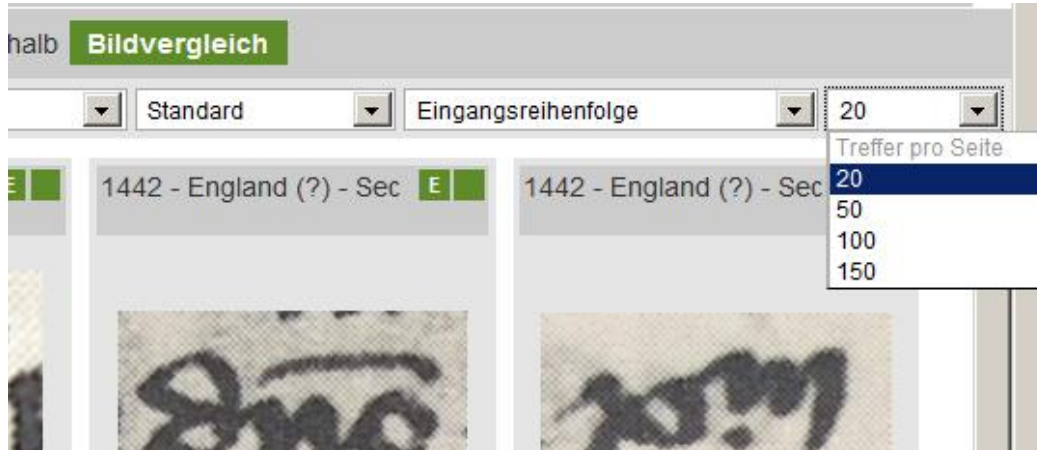 halb Bildvergleich
Standard Eingangsreihenfolge 20
Treffer pro Seite
20
50
100
150
E 1442 - England (?) - Sec E 1442 - England (?) - Sec